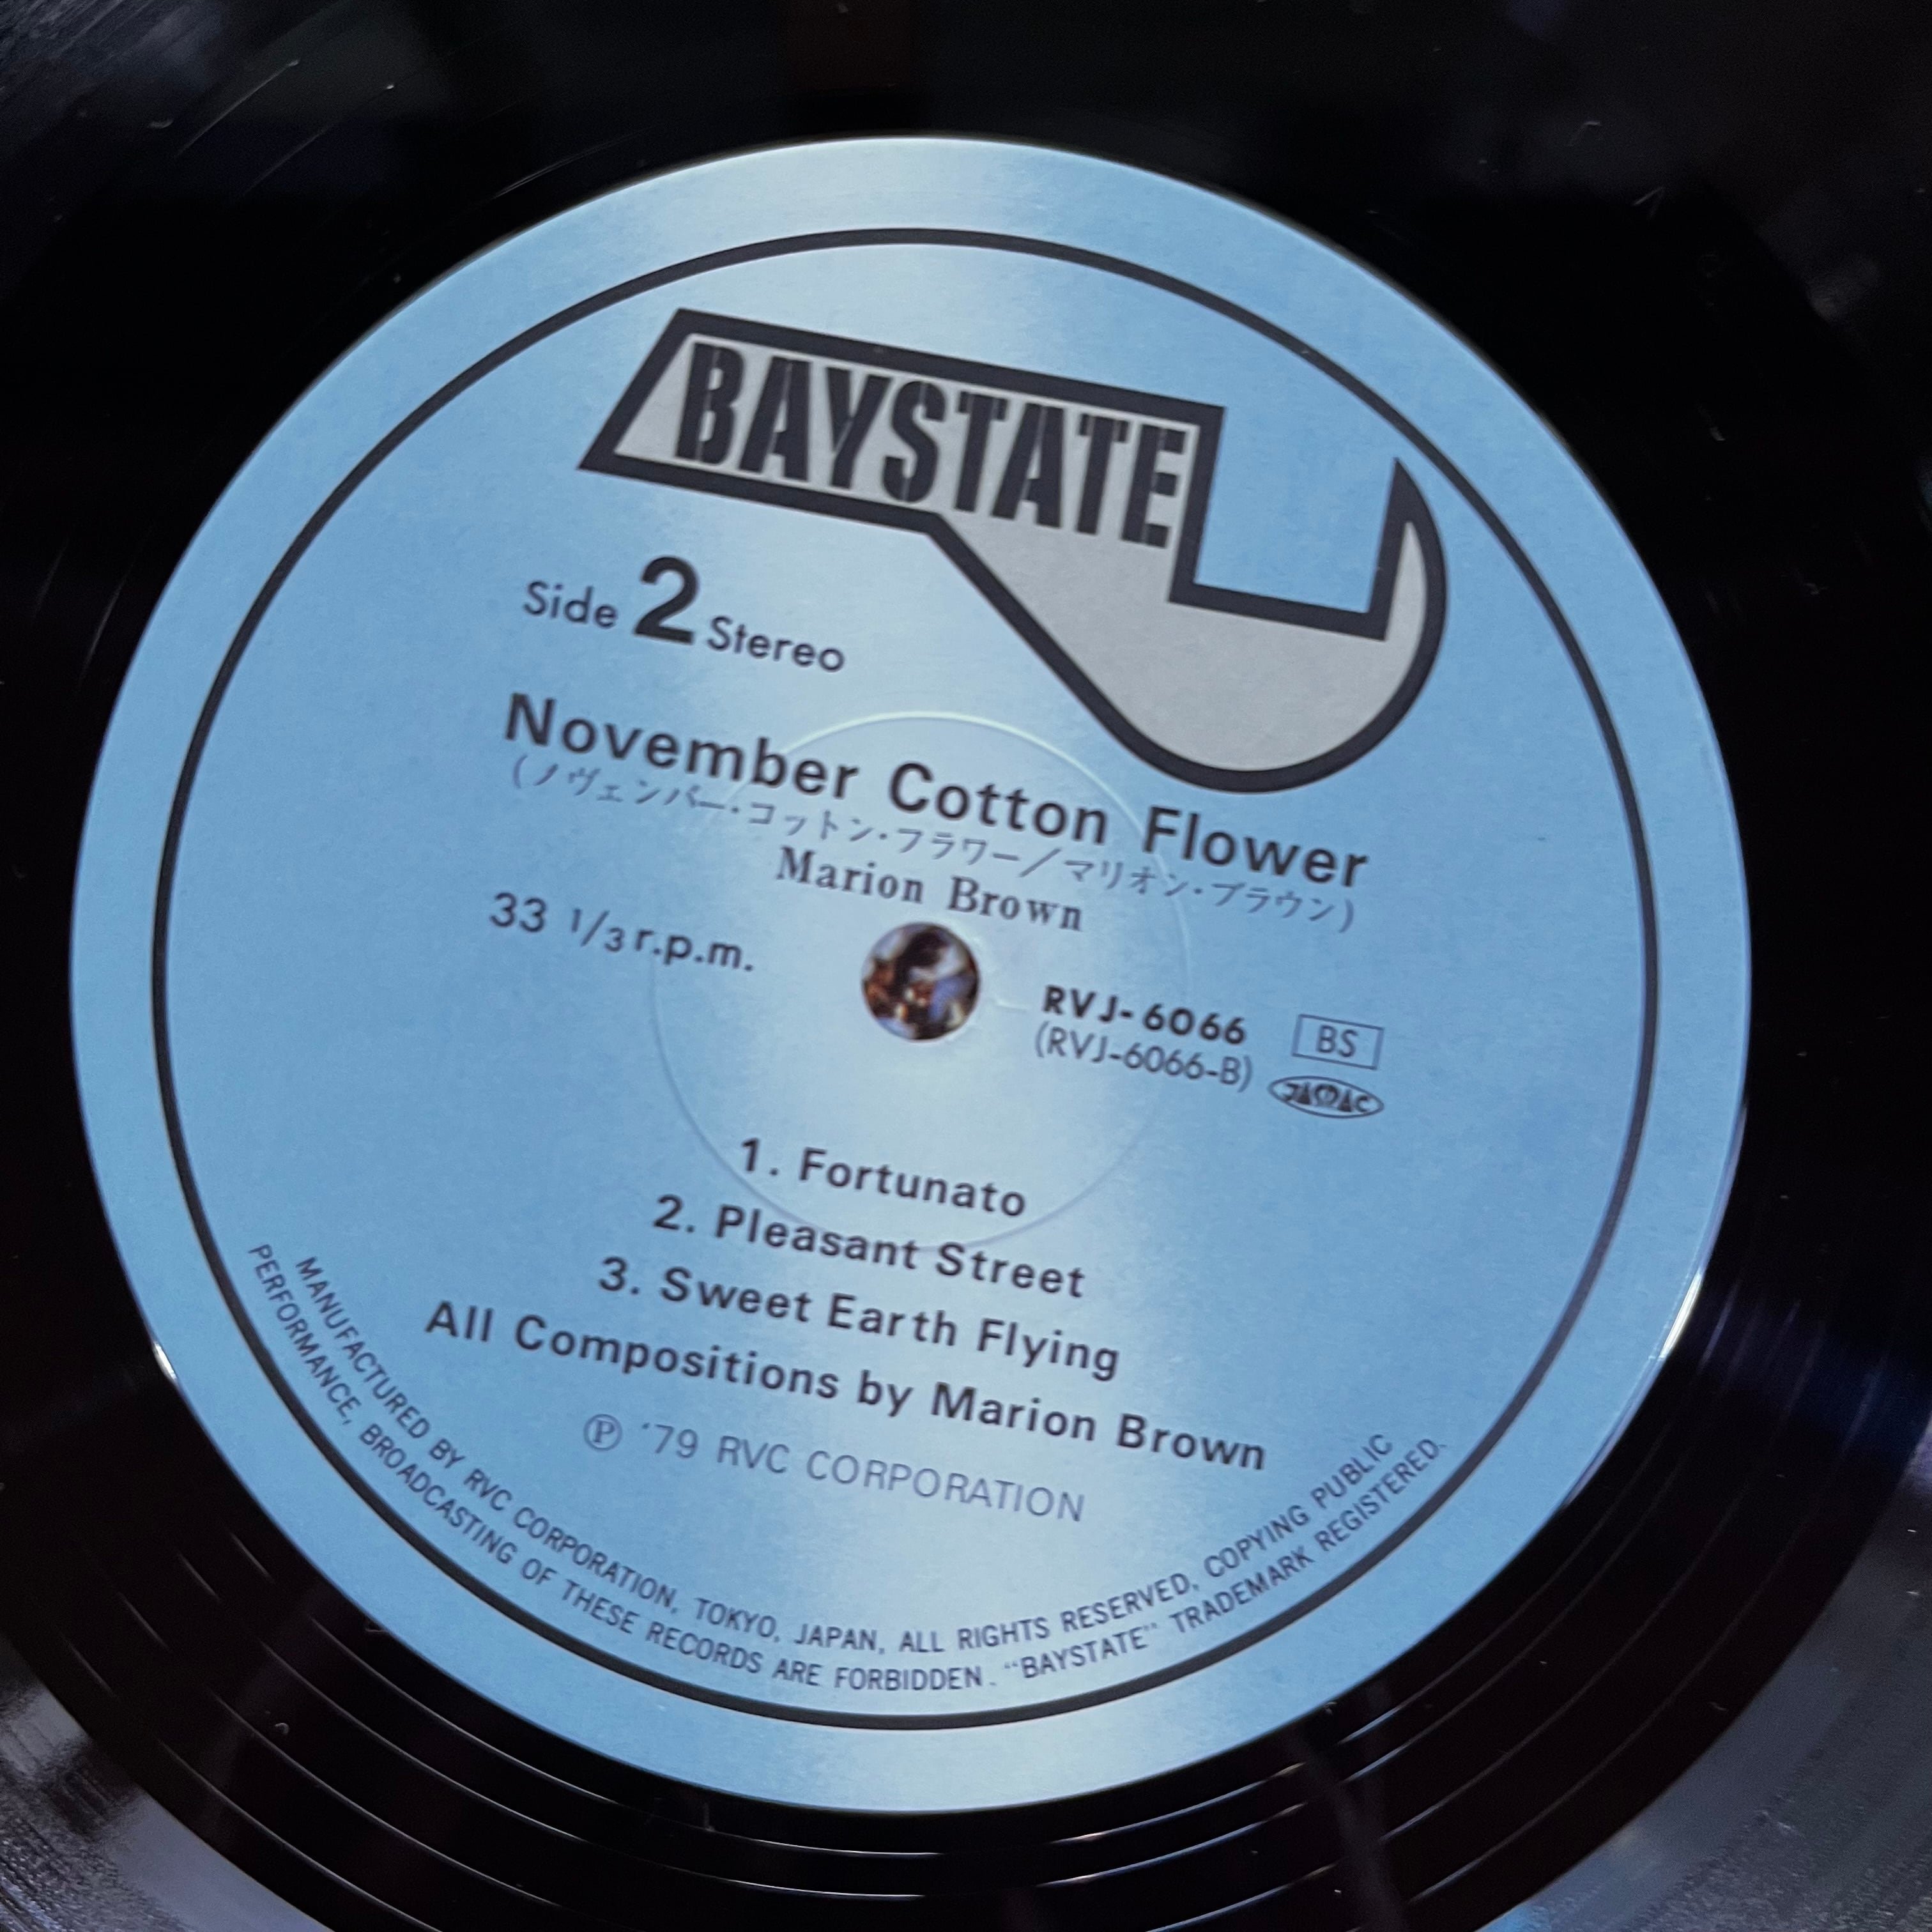 BAYSTATE
Side 2 Stereo
November Cotton Flower
(ノヴェンバー・コットン・フラワー／マリオン・ブラウン)
Marion Brown
33 1/3 r.p.m.
RVJ-6066 BS
(RVJ-6066-B) JASRAC
1. Fortunato
2. Pleasant Street
3. Sweet Earth Flying
All Compositions by Marion Brown
Ⓟ '79 RVC CORPORATION
MANUFACTURED BY RVC CORPORATION, TOKYO, JAPAN, ALL RIGHTS RESERVED, COPYING PUBLIC
PERFORMANCE, BROADCASTING OF THESE RECORDS ARE FORBIDDEN. “BAYSTATE” TRADEMARK REGISTERED.